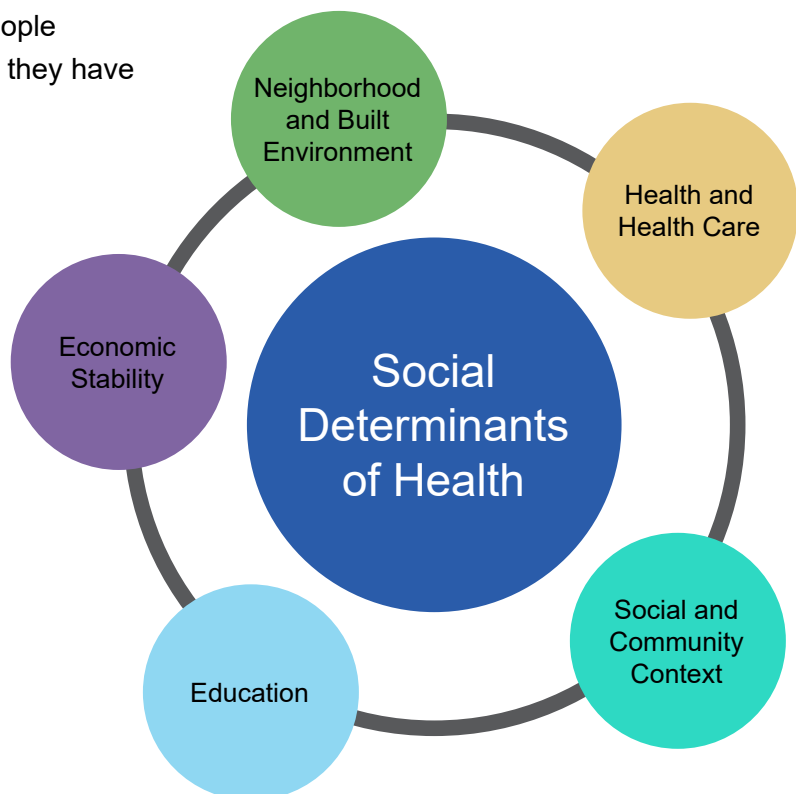 they have
Neighborhood
and Built
Environment
Health and
Health Care
Economic
Stability
Social
Determinants
of Health
Social and
Community
Context
Education